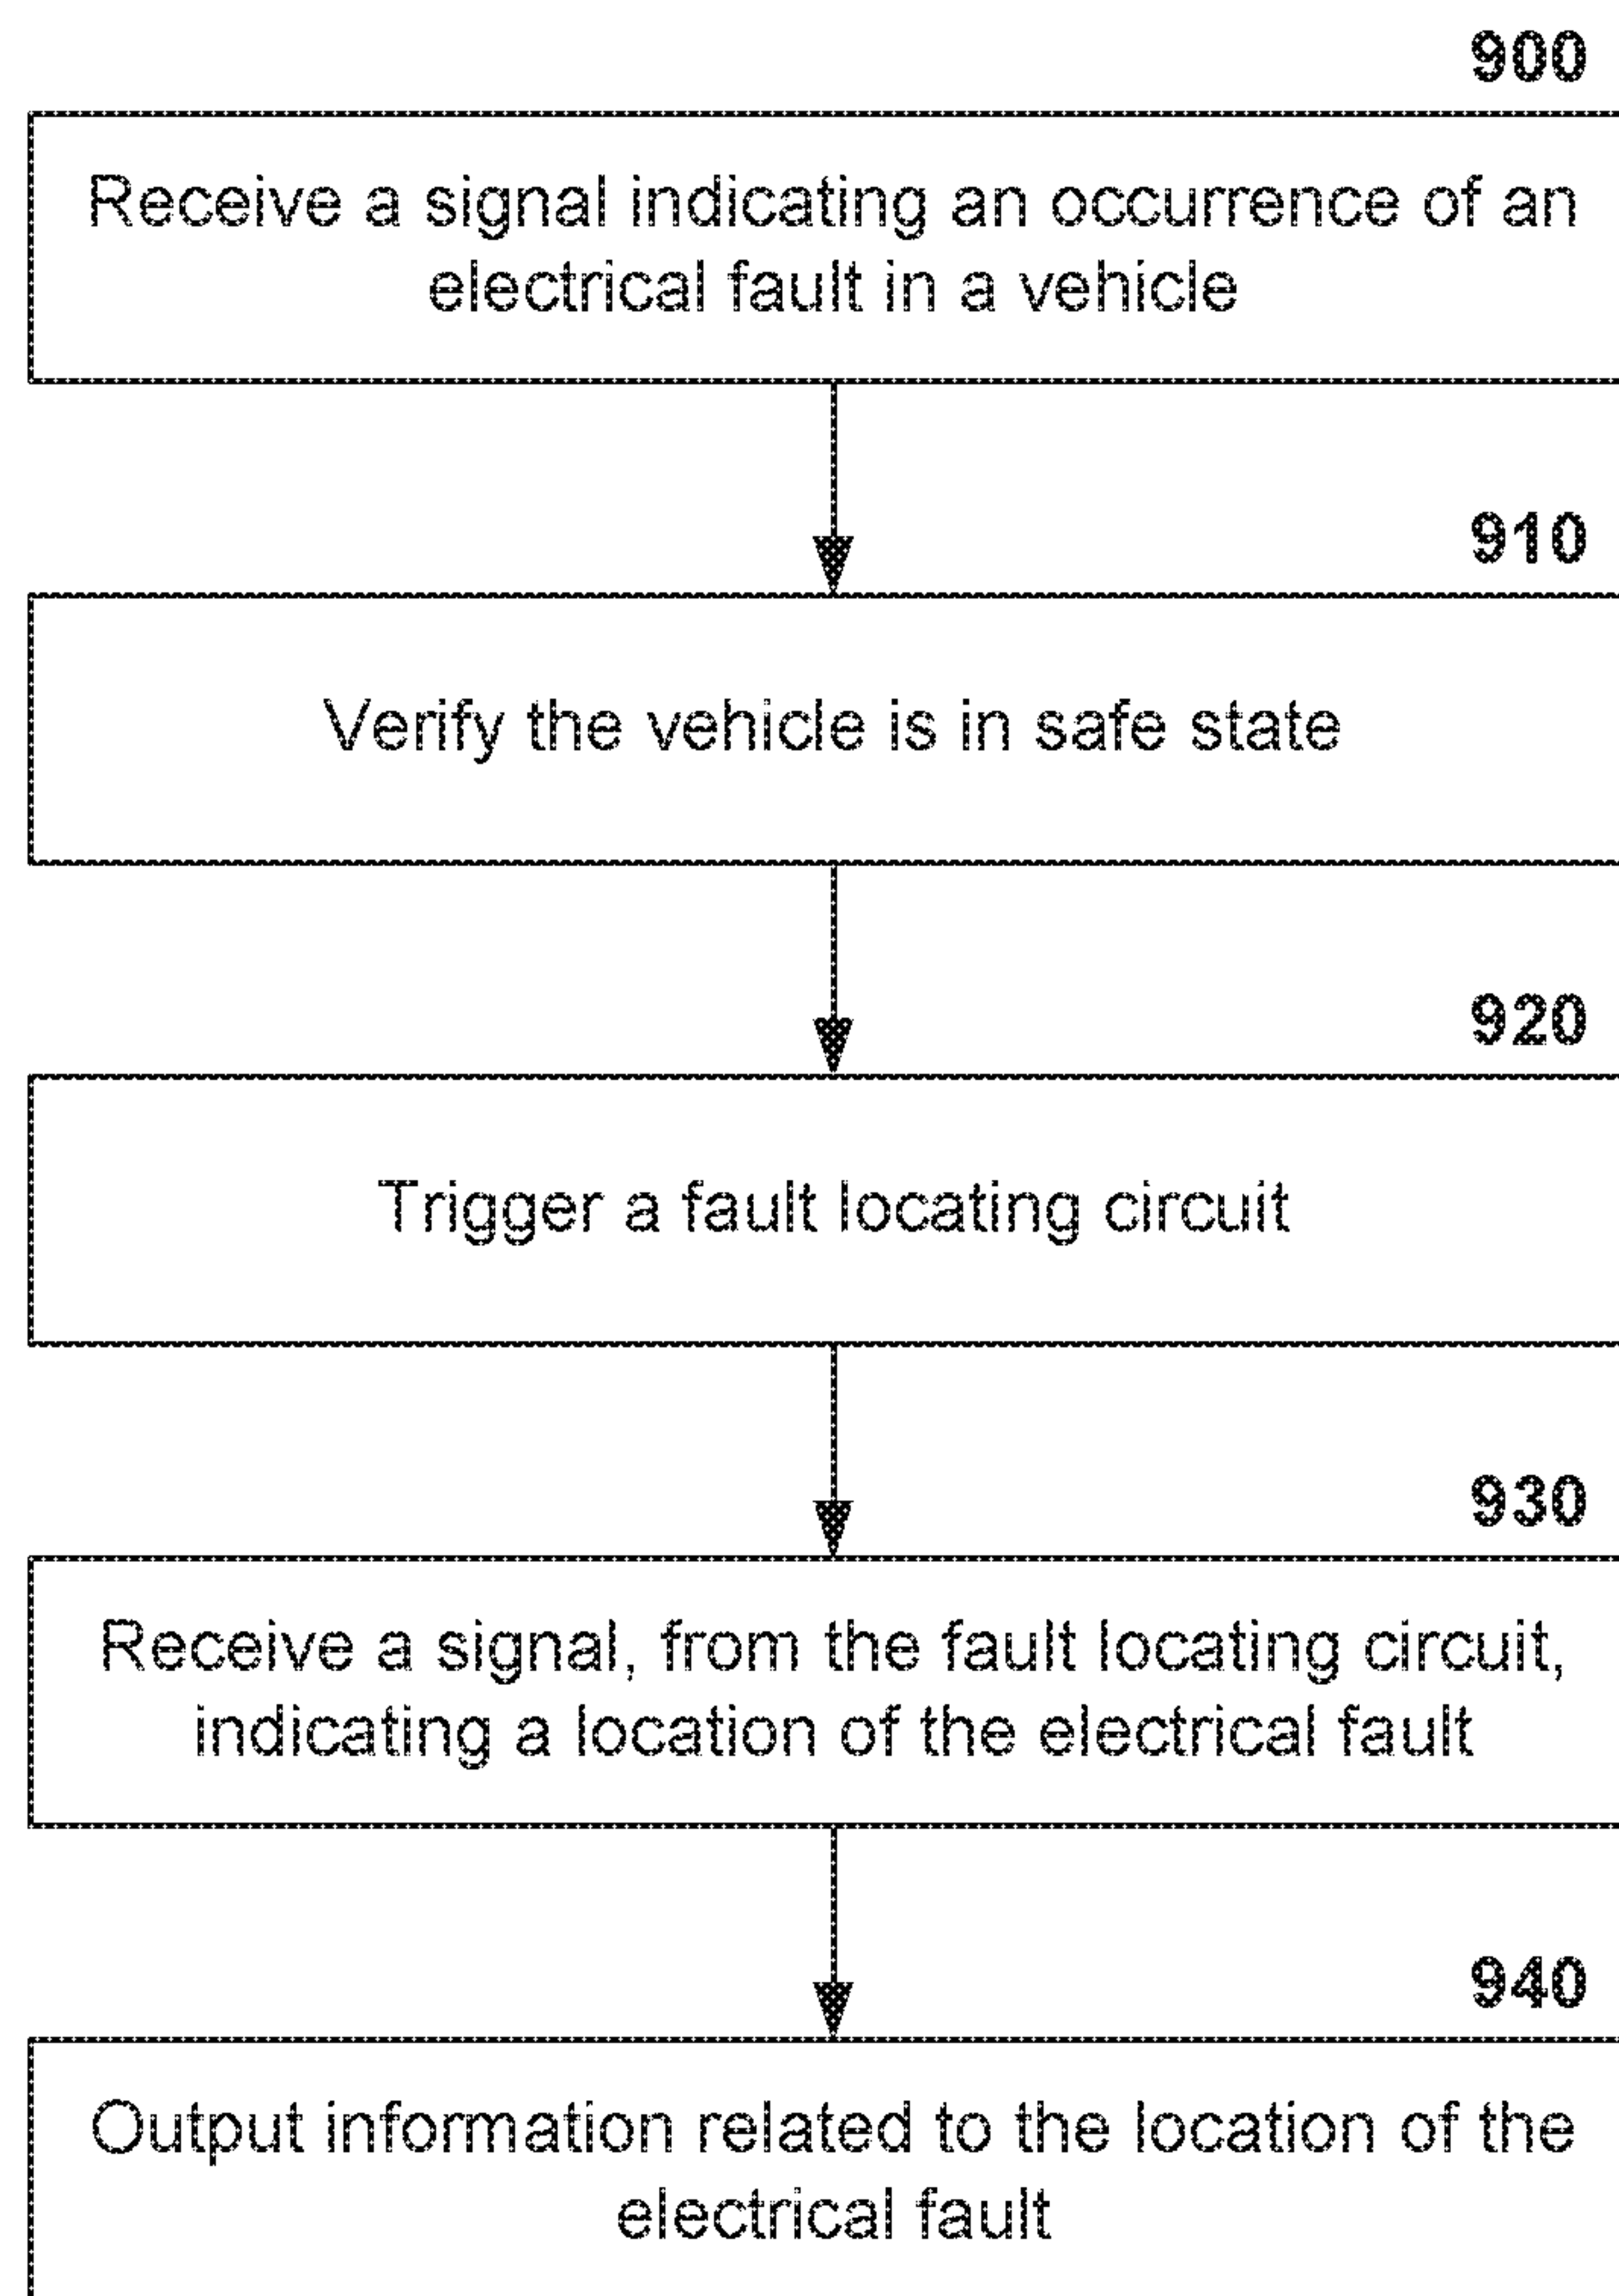 900
Receive a signal indicating an occurrence of an
electrical fault in a vehicle
910
Verify the vehicle is in safe state
920
Trigger a fault locating circuit
930
Receive a signal, from the fault locating circuit,
indicating a location of the electrical fault
940
Output information related to the location of the
electrical fault